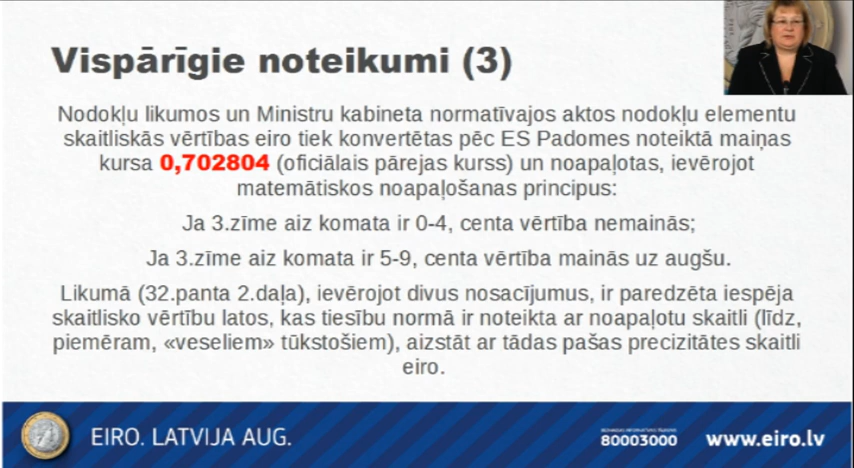 Vispārīgie noteikumi (3)
Nodokļu likumos un Ministru kabineta normatīvajos aktos nodokļu elementu
skaitliskās vērtības eiro tiek konvertētas pēc ES Padomes noteiktā maiņas
kursa 0,702804 (oficiālais pārejas kurss) un noapaļotas, ievērojot
matemātiskos noapaļošanas principus:
Ja 3.zīme aiz komata ir 0-4, centa vērtība nemainās;
Ja 3.zīme aiz komata ir 5-9, centa vērtība mainās uz augšu.
Likumā (32.panta 2.daļa), ievērojot divus nosacījumus, ir paredzēta iespēja
skaitlisko vērtību latos, kas tiesību normā ir noteikta ar noapaļotu skaitli (līdz,
piemēram, «veseliem» tūkstošiem), aizstāt ar tādas pašas precizitātes skaitli
eiro.
EIRO. LATVIJA AUG.
80003000
www.eiro.lv